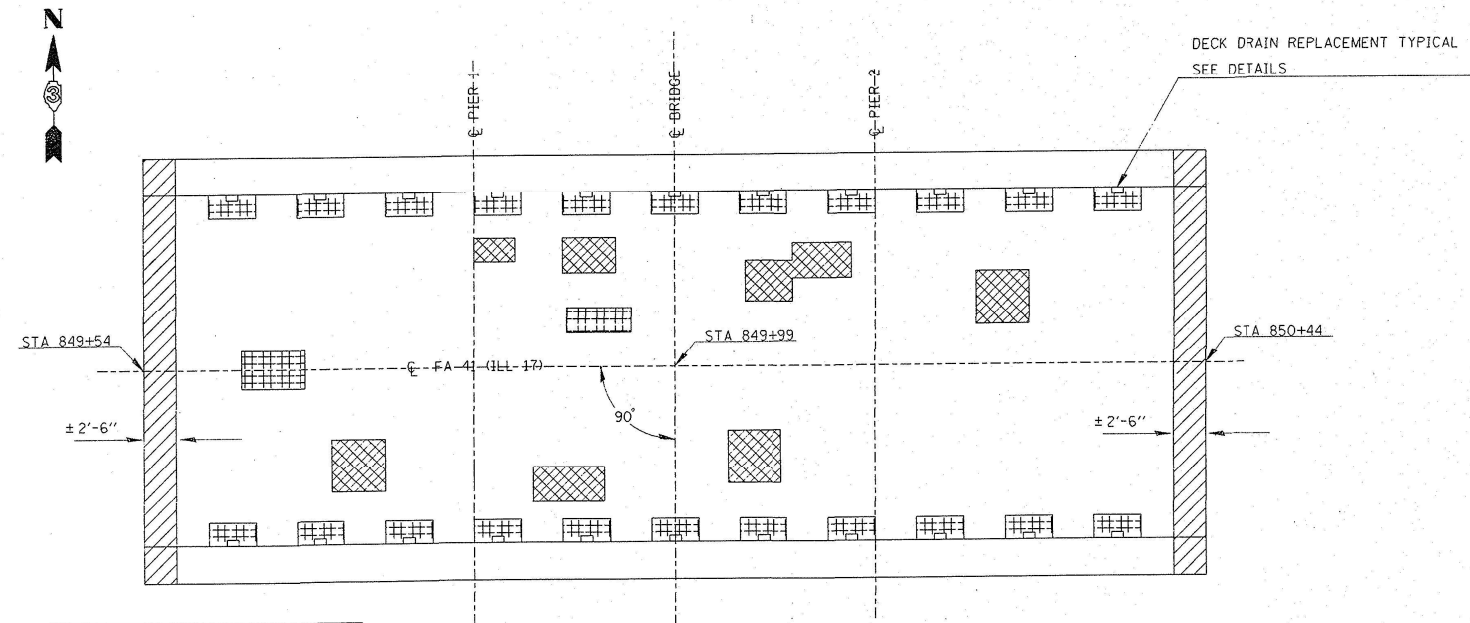 N
3
DECK DRAIN REPLACEMENT TYPICAL
SEE DETAILS
℄ PIER 1
℄ BRIDGE
℄ PIER 2
STA 849+54
STA 849+99
STA 850+44
℄ FA 41 (ILL 17)
90°
± 2'-6"
± 2'-6"